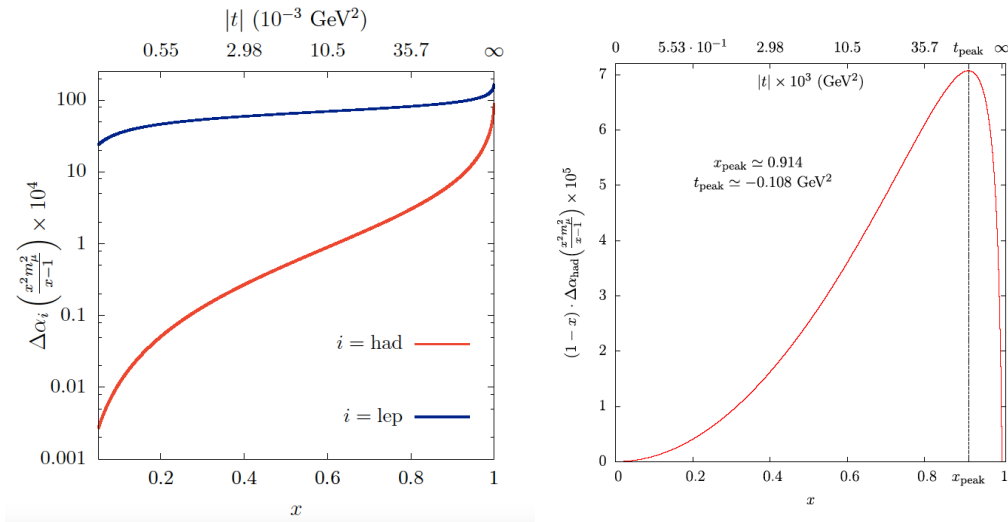 |t| (10⁻³ GeV²)
0.55 2.98 10.5 35.7 ∞
100
10
1
0.1
0.01
0.001
Δαᵢ (x²m²_μ / x−1) × 10⁴
i = had
i = lep
0.2 0.4 0.6 0.8 1
x
0 5.53 · 10⁻¹ 2.98 10.5 35.7 t_peak ∞
|t| × 10³ (GeV²)
7
6
5
4
3
2
1
0
(1 − x) · Δα_had (x²m²_μ / x−1) × 10⁵
x_peak ≃ 0.914
t_peak ≃ −0.108 GeV²
0 0.2 0.4 0.6 0.8 x_peak 1
x